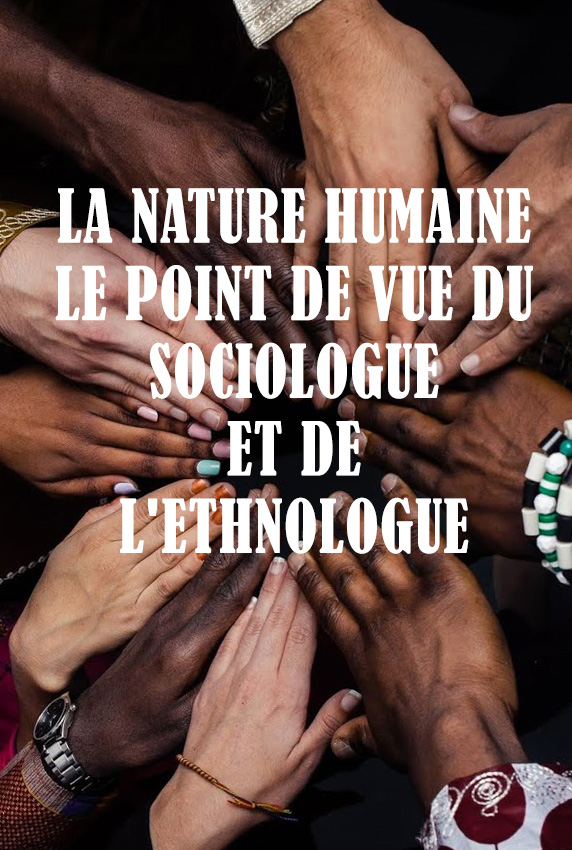 LA NATURE HUMAINE
LE POINT DE VUE DU
SOCIOLOGUE
ET DE
L'ETHNOLOGUE